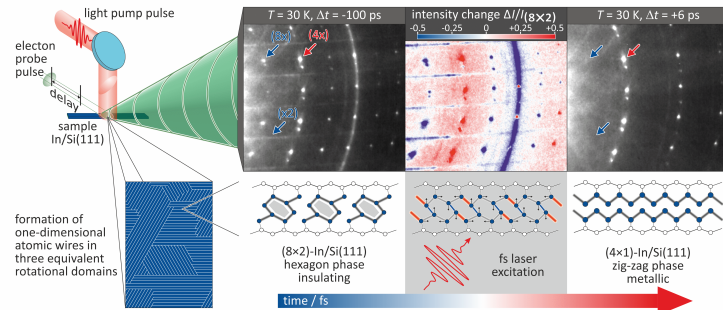 light pump pulse
electon
probe
pulse
delay
sample
In/Si(111)
T = 30 K, Δt = -100 ps
(8x)
(4x)
(×2)
intensity change ΔI/I(8×2)
-0.5
-0.25
0
+0.25
+0.5
T = 30 K, Δt = +6 ps
formation of
one-dimensional
atomic wires in
three equivalent
rotational domains
(8×2)-In/Si(111)
hexagon phase
insulating
fs laser
excitation
(4×1)-In/Si(111)
zig-zag phase
metallic
time / fs